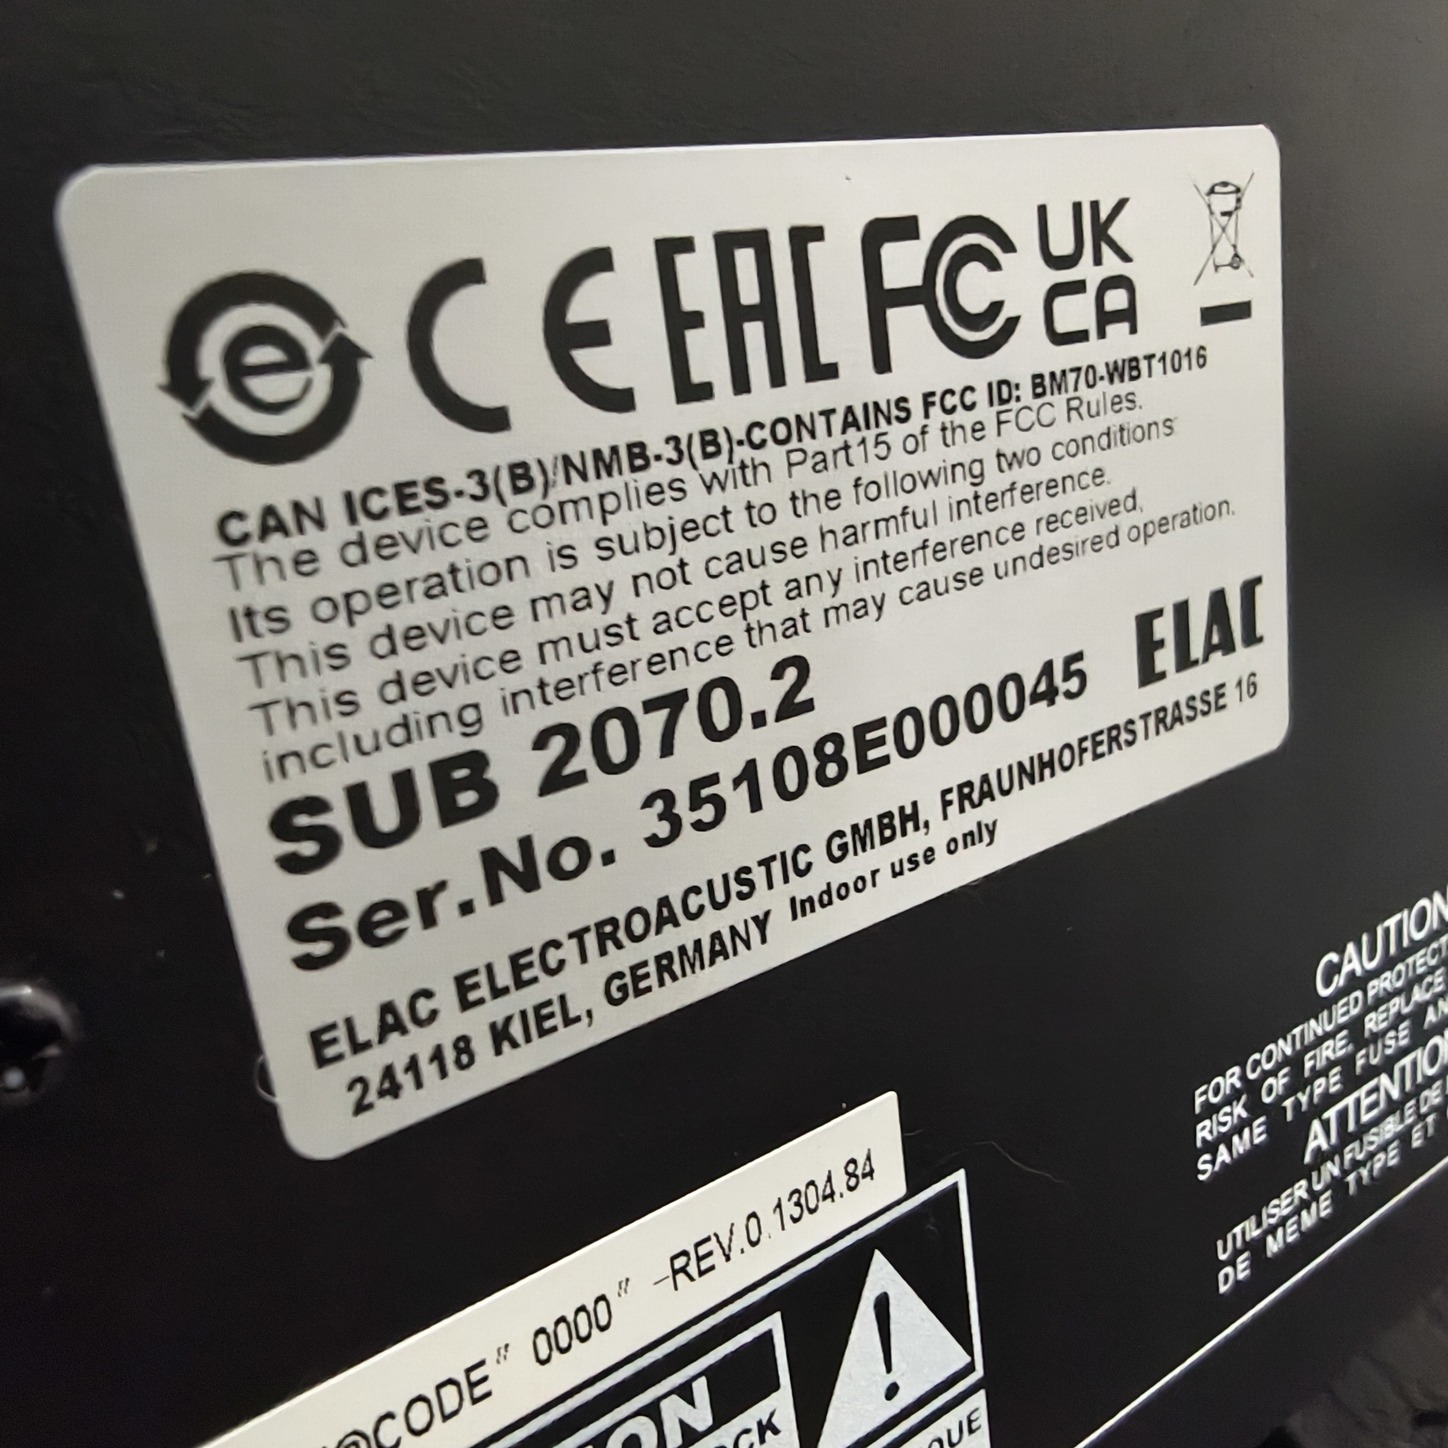 e CE EAC FC UK
CA
CAN ICES-3(B)/NMB-3(B)-CONTAINS FCC ID: BM70-WBT1016
The device complies with Part15 of the FCC Rules.
Its operation is subject to the following two conditions:
This device may not cause harmful interference.
This device must accept any interference received,
including interference that may cause undesired operation.
SUB 2070.2
Ser.No. 35108E000045 ELAC
ELAC ELECTROACUSTIC GMBH, FRAUNHOFERSTRASSE 16
24118 KIEL, GERMANY Indoor use only
CODE" 0000" -REV.0.1304.84
CAUTION
FOR CONTINUED PROTECT
RISK OF FIRE, REPLACE
SAME TYPE FUSE AN
ATTENTIO
UTILISER UN FUSIBLE DE
DE MEME TYPE ET
ON
CK
QUE